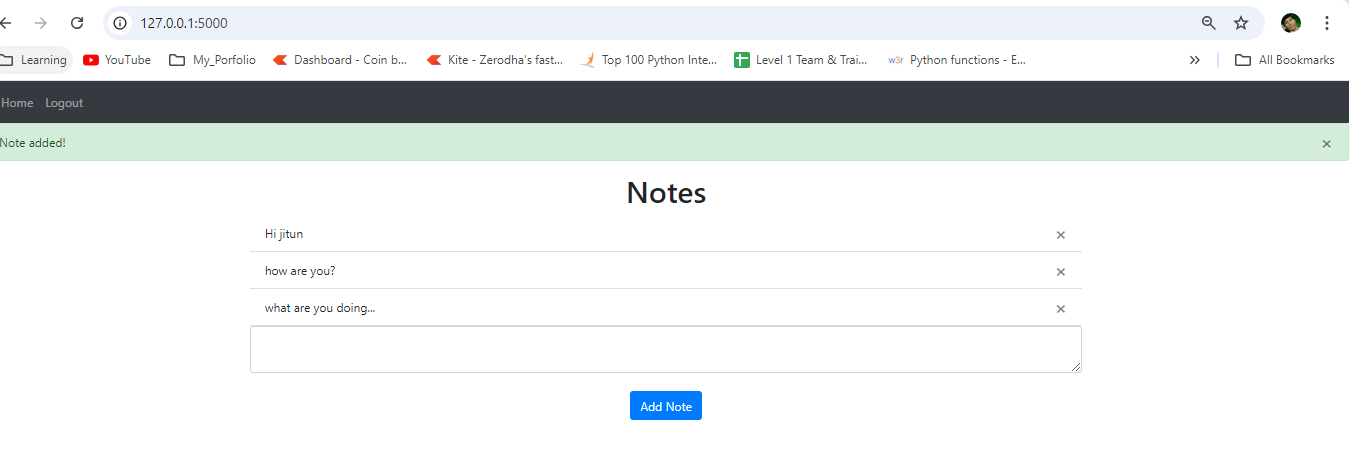 127.0.0.1:5000
Learning YouTube My_Porfolio Dashboard - Coin b... Kite - Zerodha's fast... Top 100 Python Inte... Level 1 Team & Trai... w3r Python functions - E... All Bookmarks
Home Logout
Note added! ×
Notes
Hi jitun ×
how are you? ×
what are you doing... ×
Add Note